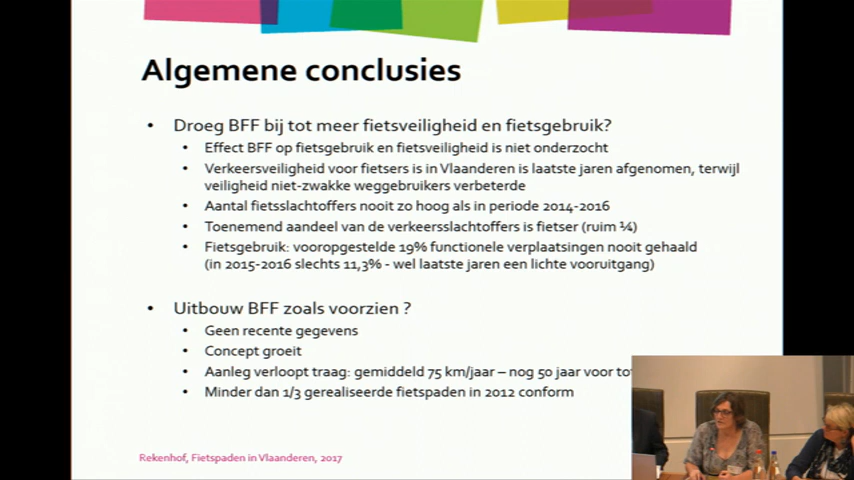 Algemene conclusies
• Droeg BFF bij tot meer fietsveiligheid en fietsgebruik?
• Effect BFF op fietsgebruik en fietsveiligheid is niet onderzocht
• Verkeersveiligheid voor fietsers is in Vlaanderen is laatste jaren afgenomen, terwijl
veiligheid niet-zwakke weggebruikers verbeterde
• Aantal fietsslachtoffers nooit zo hoog als in periode 2014-2016
• Toenemend aandeel van de verkeersslachtoffers is fietser (ruim ¼)
• Fietsgebruik: vooropgestelde 19% functionele verplaatsingen nooit gehaald
(in 2015-2016 slechts 11,3% - wel laatste jaren een lichte vooruitgang)
• Uitbouw BFF zoals voorzien ?
• Geen recente gegevens
• Concept groeit
• Aanleg verloopt traag: gemiddeld 75 km/jaar – nog 50 jaar voor
• Minder dan 1/3 gerealiseerde fietspaden in 2012 conform
Rekenhof, Fietspaden in Vlaanderen, 2017